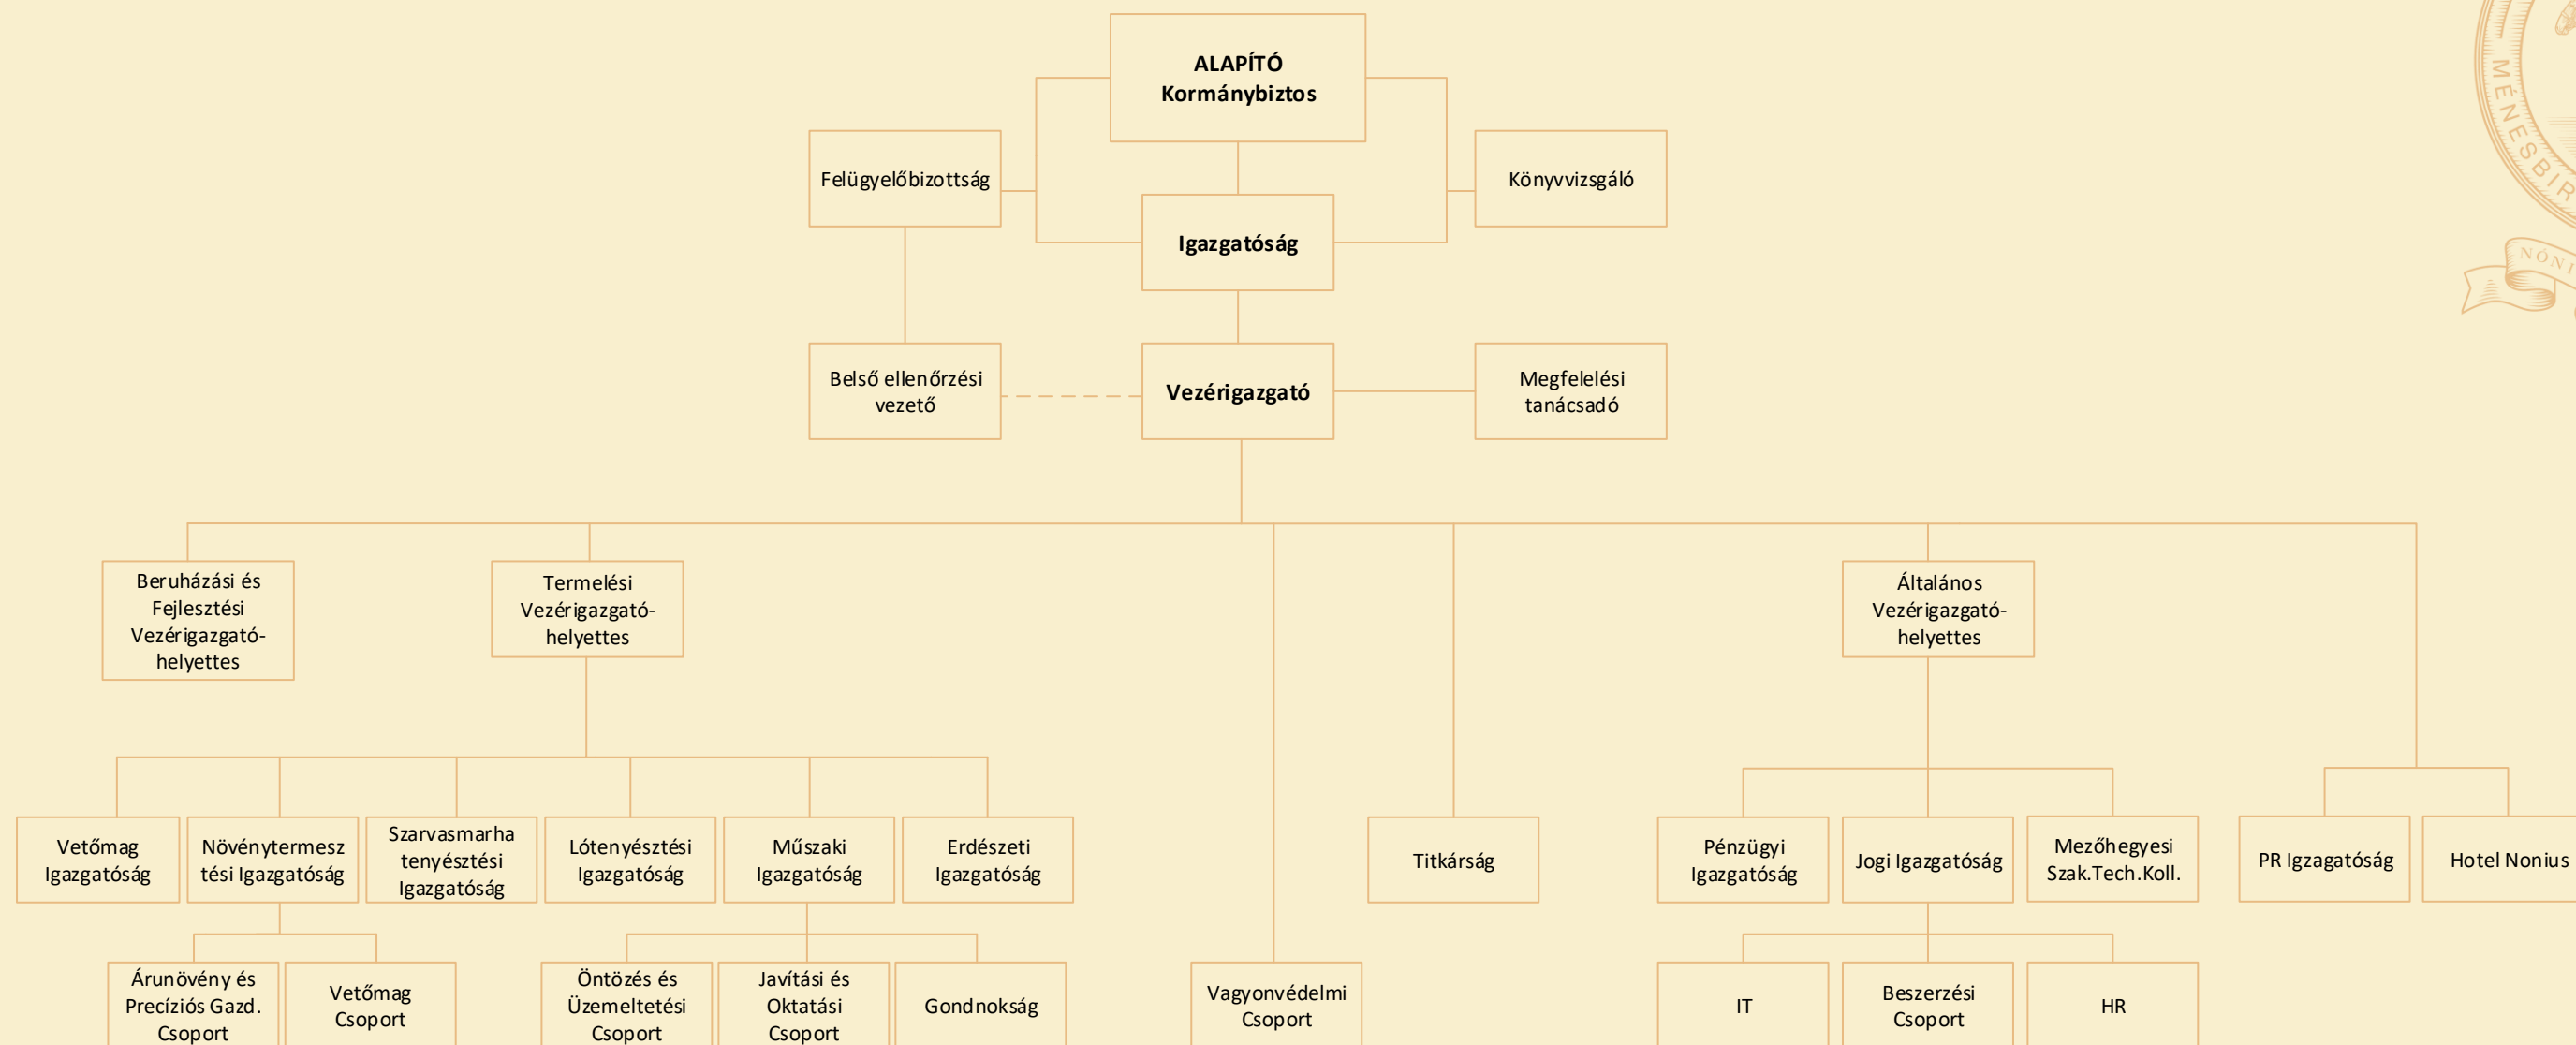 ALAPÍTÓ
Kormánybiztos
Felügyelőbizottság
Könyvvizsgáló
Igazgatóság
Belső ellenőrzési
vezető
Vezérigazgató
Megfelelési
tanácsadó
Beruházási és
Fejlesztési
Vezérigazgató-
helyettes
Termelési
Vezérigazgató-
helyettes
Általános
Vezérigazgató-
helyettes
Vetőmag
Igazgatóság
Növénytermesz
tési Igazgatóság
Szarvasmarha
tenyésztési
Igazgatóság
Lótenyésztési
Igazgatóság
Műszaki
Igazgatóság
Erdészeti
Igazgatóság
Titkárság
Pénzügyi
Igazgatóság
Jogi Igazgatóság
Mezőhegyesi
Szak.Tech.Koll.
PR Igzagatóság
Hotel Nonius
Árunövény és
Precíziós Gazd.
Csoport
Vetőmag
Csoport
Öntözés és
Üzemeltetési
Csoport
Javítási és
Oktatási
Csoport
Gondnokság
Vagyonvédelmi
Csoport
IT
Beszerzési
Csoport
HR